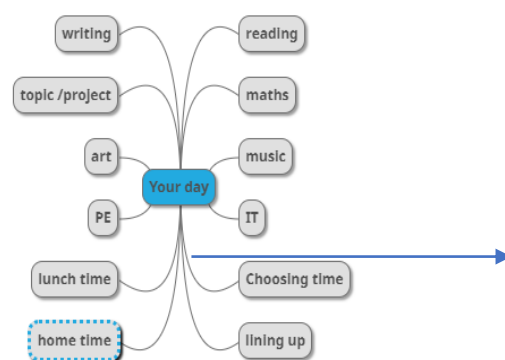 writing
reading
topic /project
maths
art
music
Your day
PE
IT
lunch time
Choosing time
home time
lining up